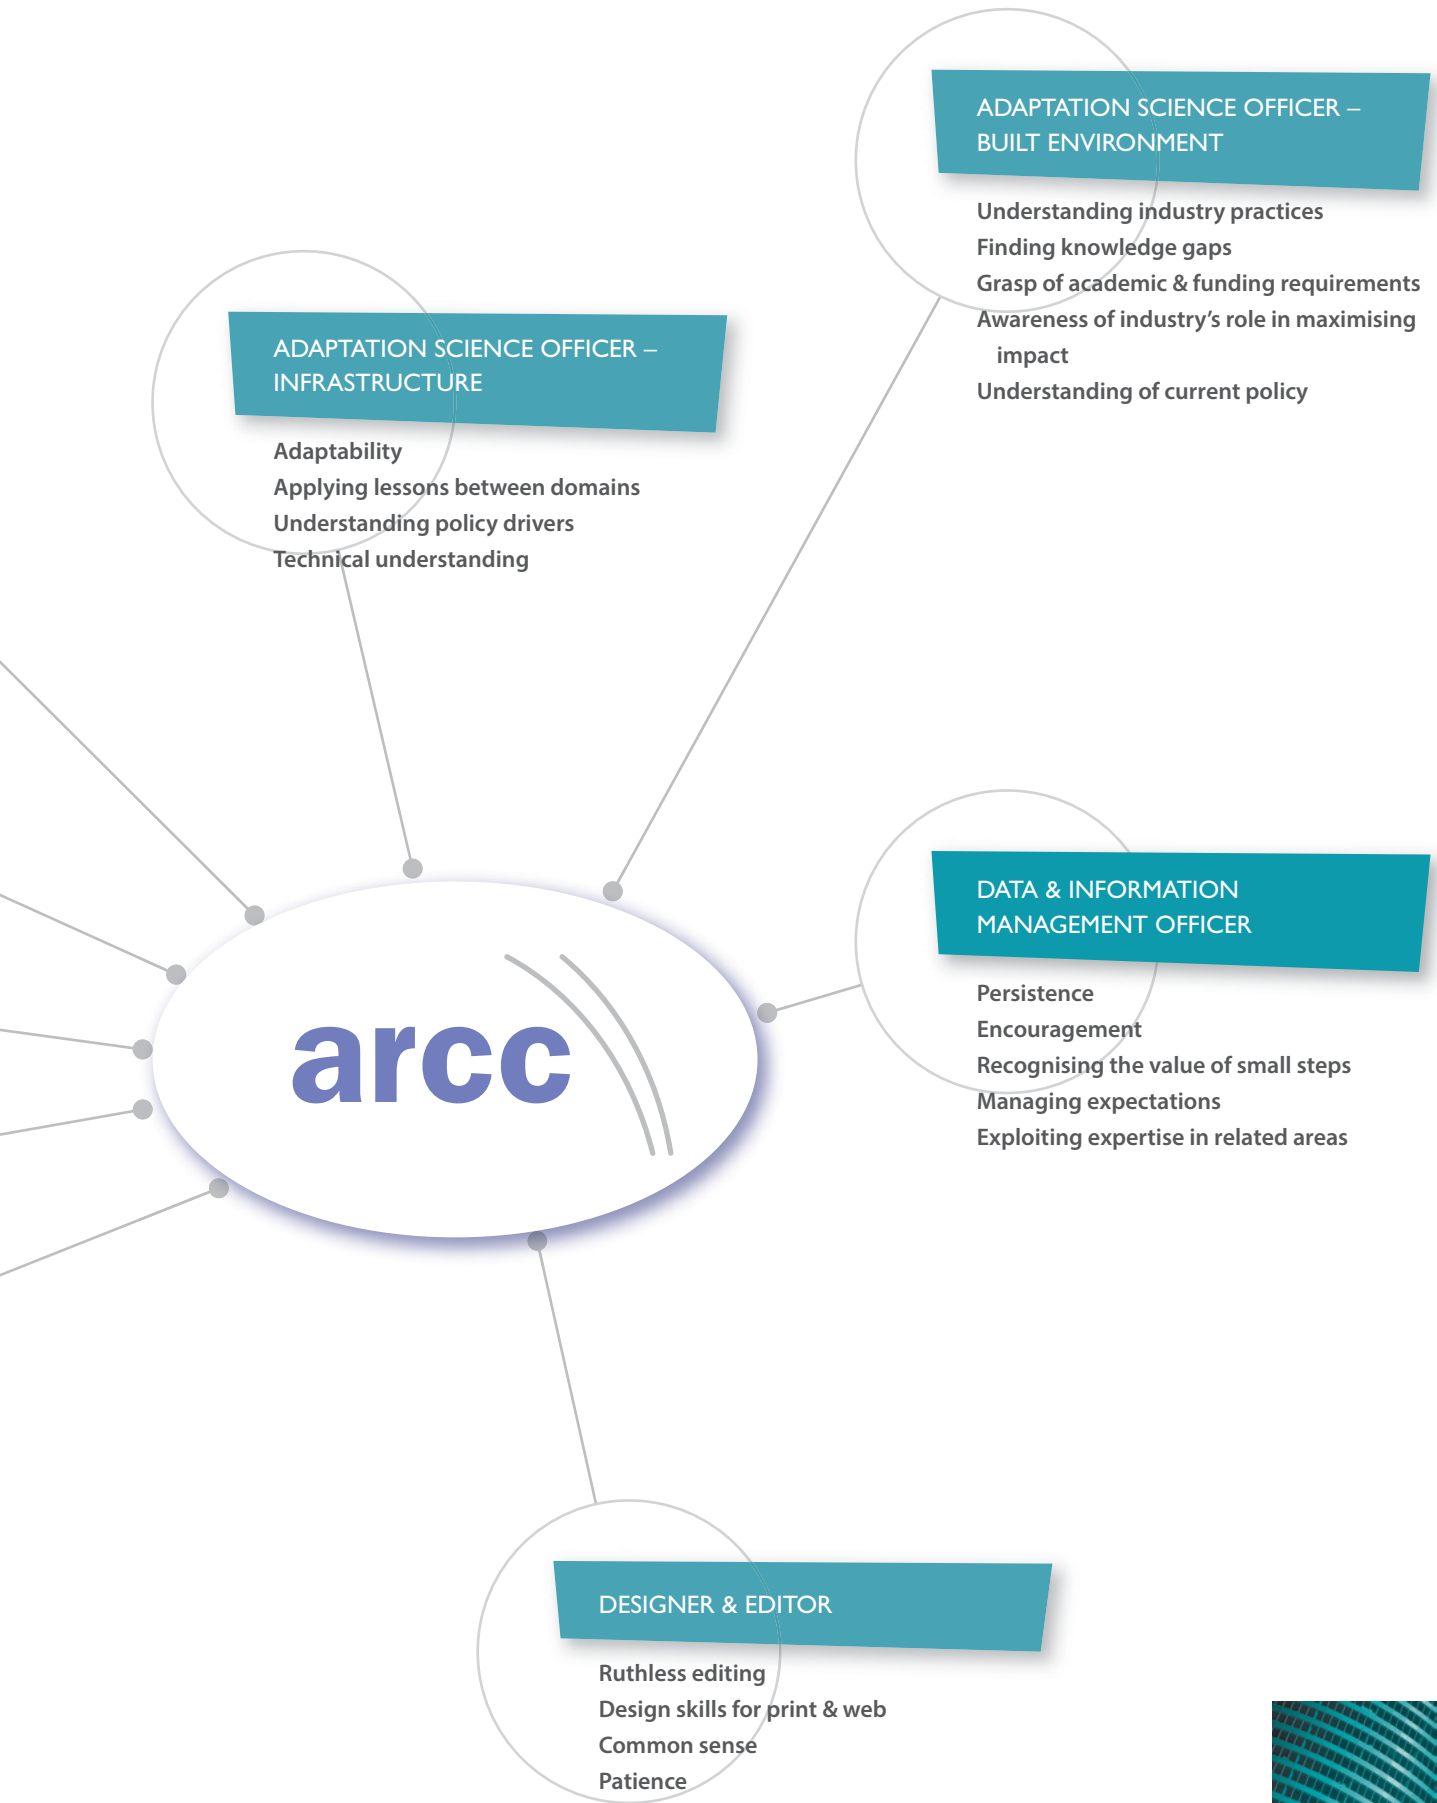 ADAPTATION SCIENCE OFFICER –
BUILT ENVIRONMENT
Understanding industry practices
Finding knowledge gaps
Grasp of academic & funding requirements
Awareness of industry’s role in maximising
impact
Understanding of current policy
ADAPTATION SCIENCE OFFICER –
INFRASTRUCTURE
Adaptability
Applying lessons between domains
Understanding policy drivers
Technical understanding
DATA & INFORMATION
MANAGEMENT OFFICER
Persistence
Encouragement
Recognising the value of small steps
Managing expectations
Exploiting expertise in related areas
arcc
DESIGNER & EDITOR
Ruthless editing
Design skills for print & web
Common sense
Patience